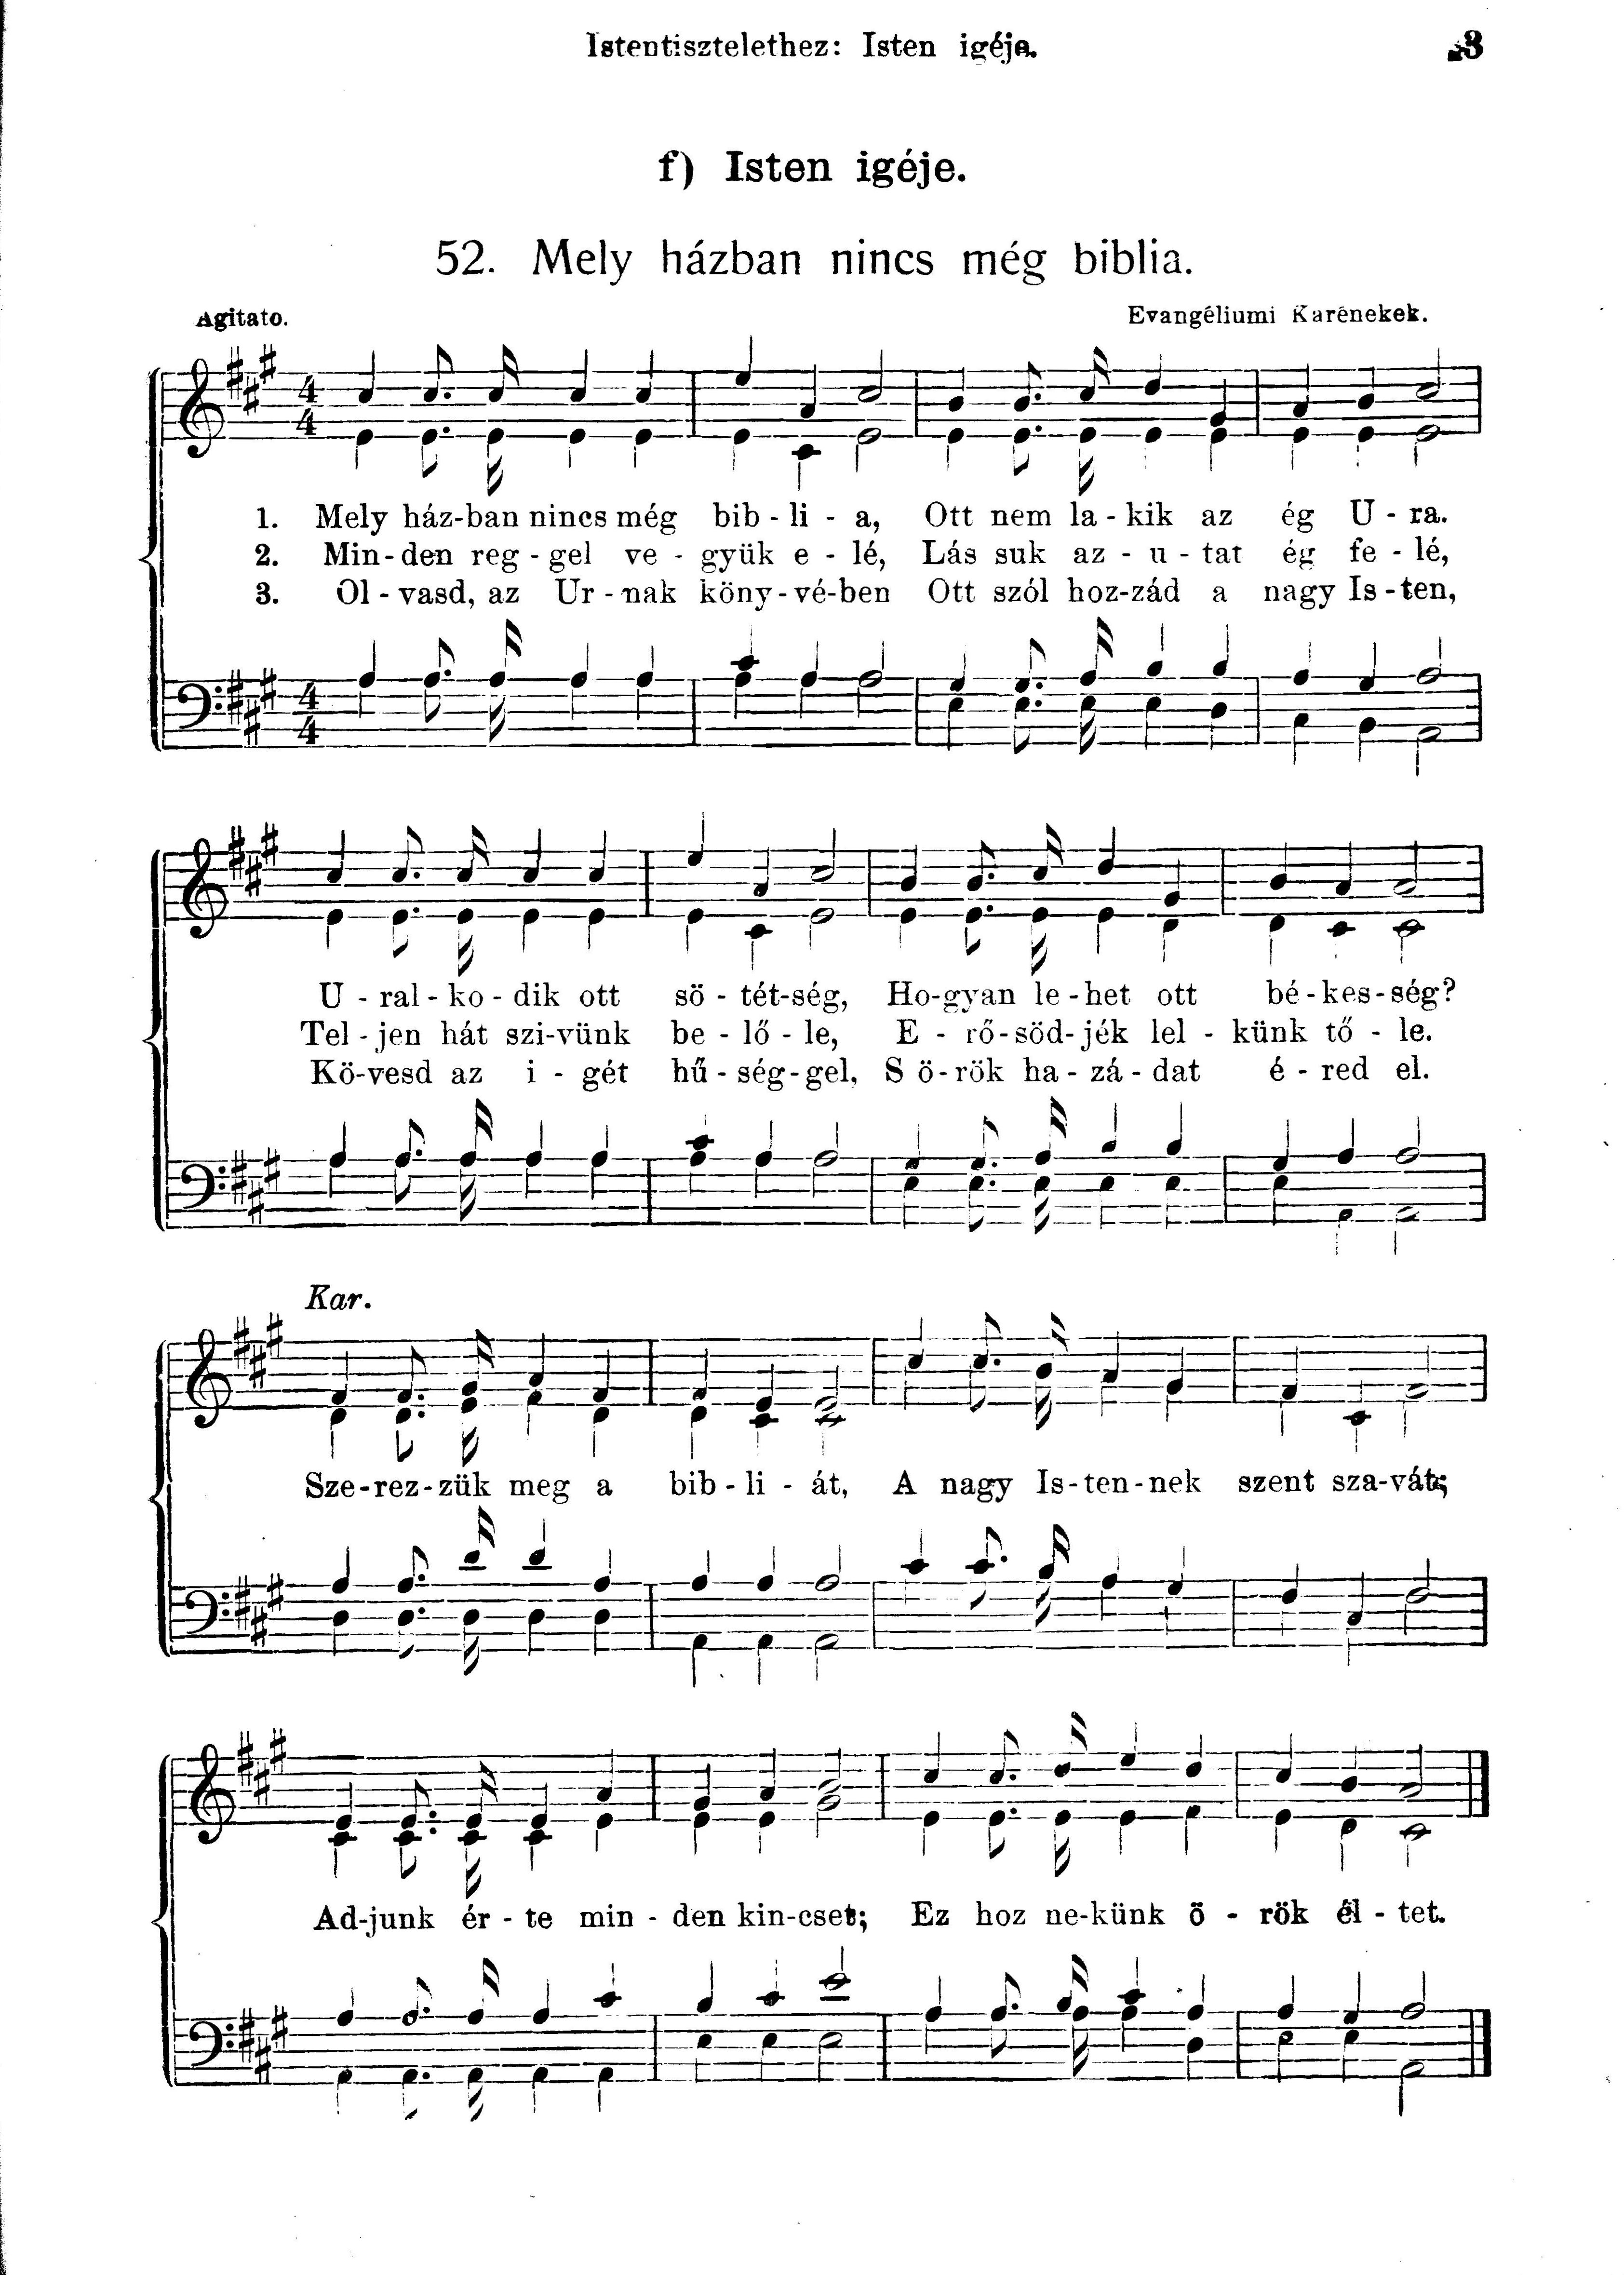 Istentisztelethez: Isten igéje. 3
f) Isten igéje.
52. Mely házban nincs még biblia.
Agitato. Evangéliumi Karénekek.
4 4
1. Mely ház-ban nincs még bib - li - a, Ott nem la - kik az ég U - ra.
2. Min-den reg - gel ve - gyük e - lé, Lás suk az - u - tat ég fe - lé,
3. Ol - vasd, az Ur - nak köny-vé-ben Ott szól hoz-zád a nagy Is - ten,
4 4
U - ral - ko - dik ott sö - tét-ség, Ho-gyan le - het ott bé - kes - ség?
Tel - jen hát szi-vünk be - lő - le, E - rő-söd-jék lel - künk tő - le.
Kö-vesd az i - gét hű - ség-gel, S ö-rök ha - zá - dat é - red el.
Kar.
Sze-rez-zük meg a bib - li - át, A nagy Is-ten-nek szent sza-vát;
Ad-junk ér - te min - den kin-cset; Ez hoz ne-künk ö - rök él - tet.